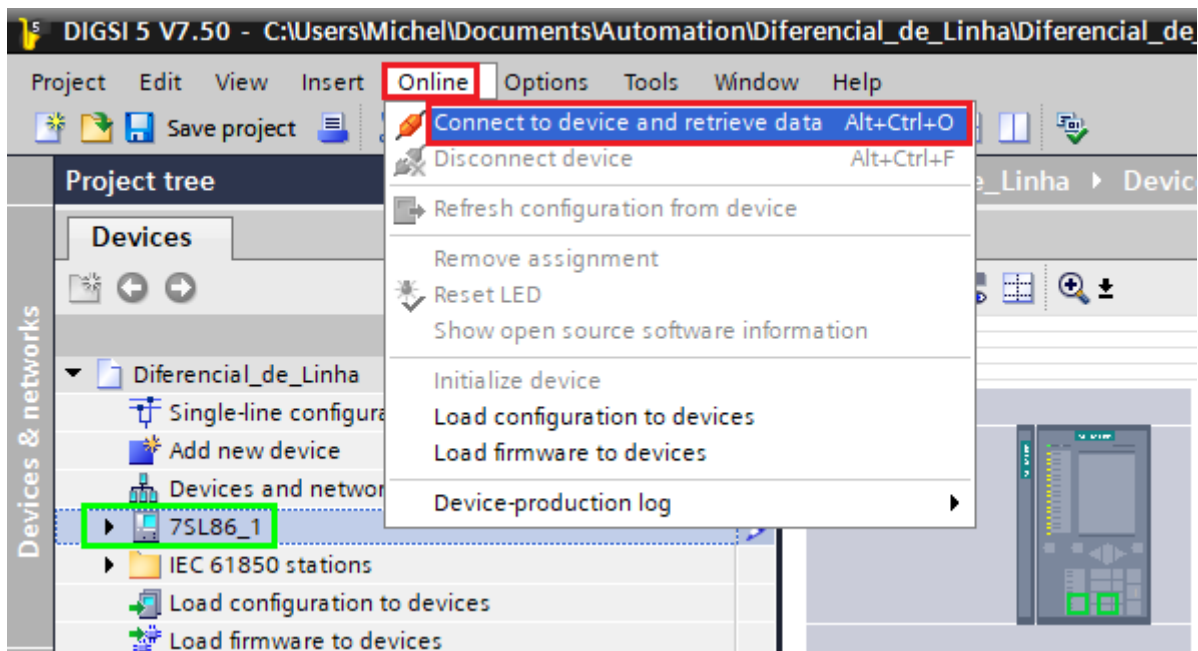 DIGSI 5 V7.50 - C:\Users\Michel\Documents\Automation\Diferencial_de_Linha\Diferencial_de_
Project Edit View Insert Online Options Tools Window Help
Save project
Connect to device and retrieve data Alt+Ctrl+O
Disconnect device Alt+Ctrl+F
Refresh configuration from device
Remove assignment
Reset LED
Show open source software information
Initialize device
Load configuration to devices
Load firmware to devices
Device-production log
Project tree
e_Linha Devic
Devices
Devices & networks
Diferencial_de_Linha
Single-line configura
Add new device
Devices and networ
7SL86_1
IEC 61850 stations
Load configuration to devices
Load firmware to devices